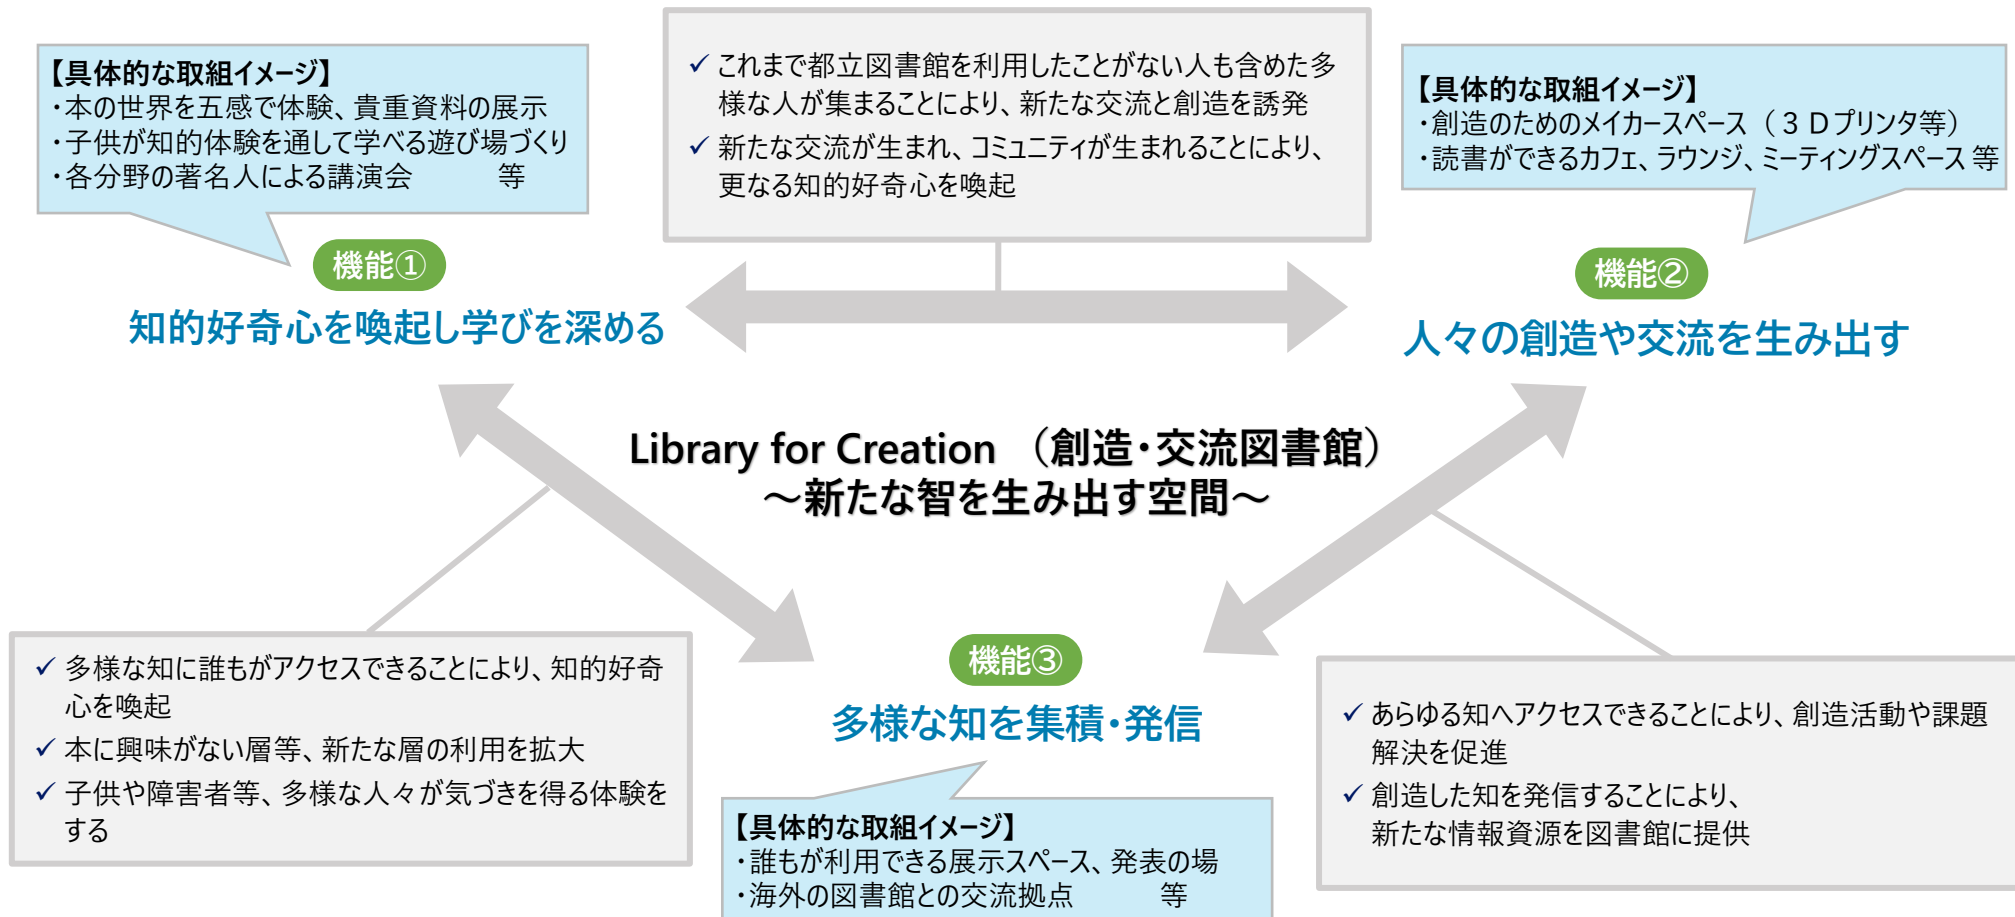 【具体的な取組イメージ】
・本の世界を五感で体験、貴重資料の展示
・子供が知的体験を通して学べる遊び場づくり
・各分野の著名人による講演会　　　等
✓ これまで都立図書館を利用したことがない人も含めた多
様な人が集まることにより、新たな交流と創造を誘発
✓ 新たな交流が生まれ、コミュニティが生まれることにより、
更なる知的好奇心を喚起
【具体的な取組イメージ】
・創造のためのメイカースペース（３Ｄプリンタ等）
・読書ができるカフェ、ラウンジ、ミーティングスペース 等
機能①
知的好奇心を喚起し学びを深める
機能②
人々の創造や交流を生み出す
Library for Creation （創造・交流図書館）
～新たな智を生み出す空間～
✓ 多様な知に誰もがアクセスできることにより、知的好奇
心を喚起
✓ 本に興味がない層等、新たな層の利用を拡大
✓ 子供や障害者等、多様な人々が気づきを得る体験を
する
機能③
多様な知を集積・発信
【具体的な取組イメージ】
・誰もが利用できる展示スペース、発表の場
・海外の図書館との交流拠点　　　等
✓ あらゆる知へアクセスできることにより、創造活動や課題
解決を促進
✓ 創造した知を発信することにより、
新たな情報資源を図書館に提供